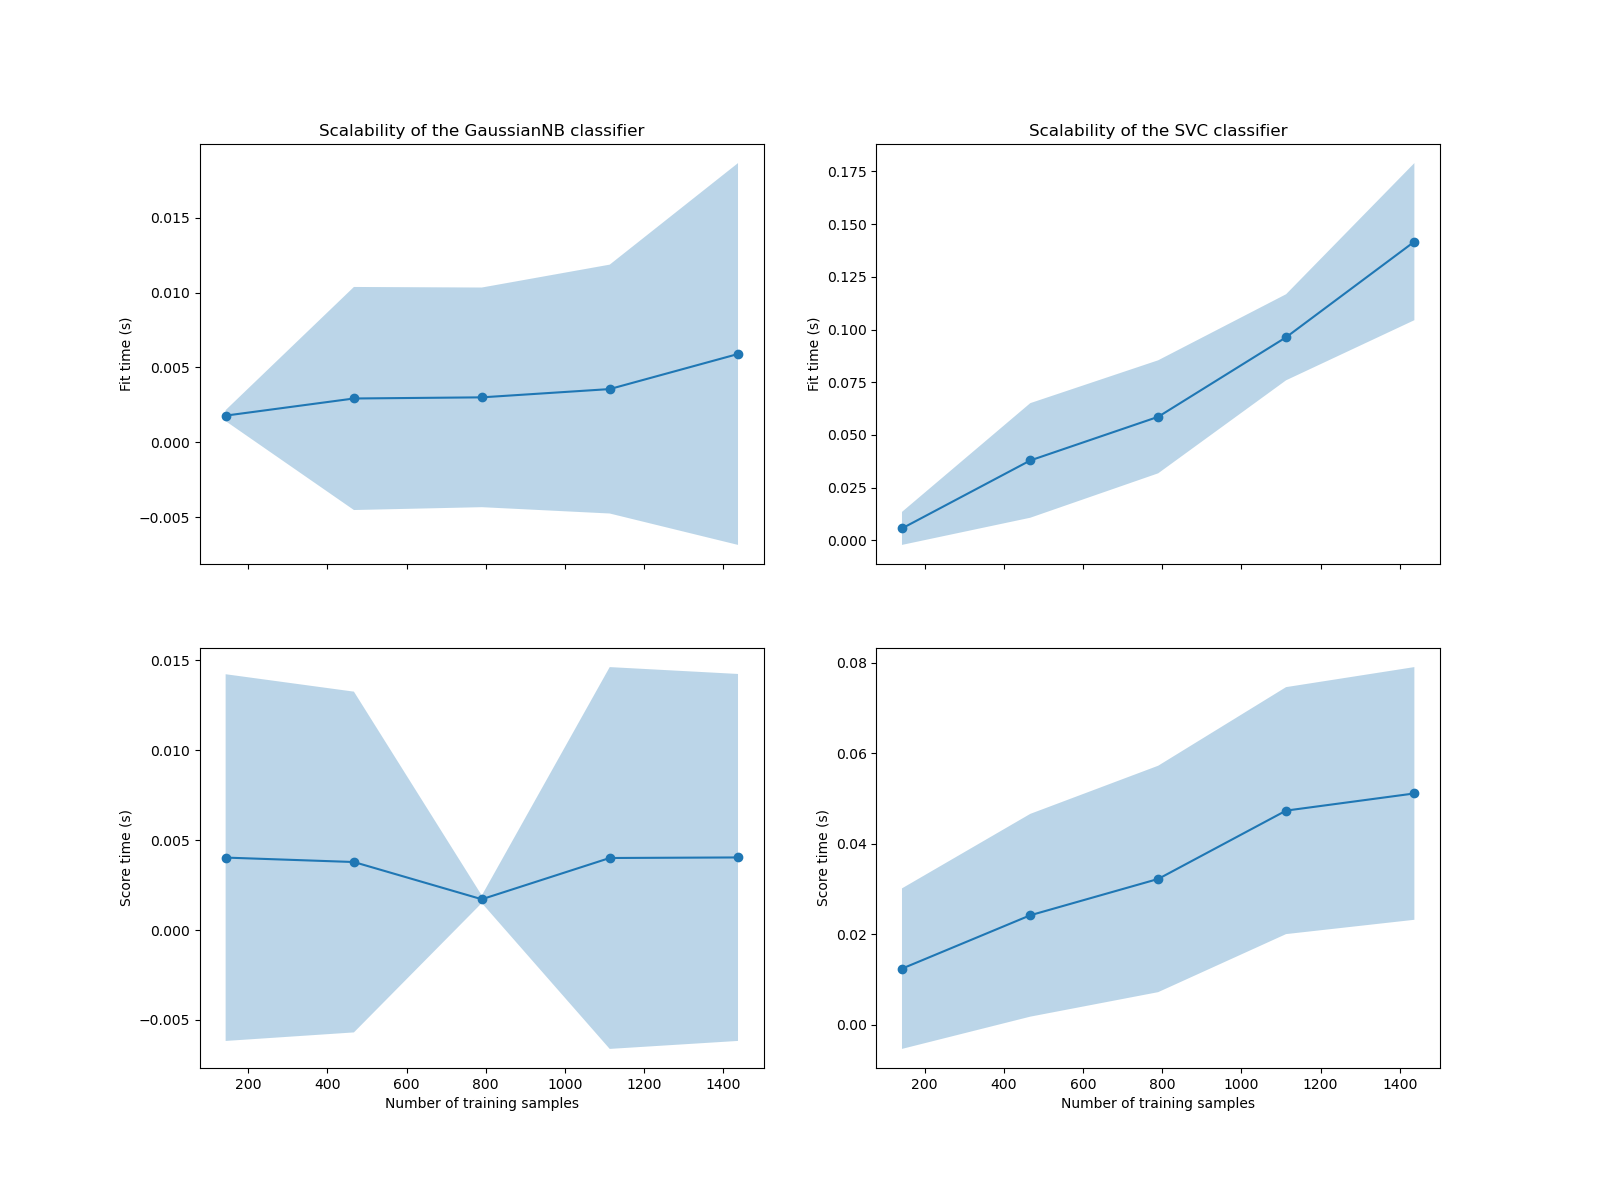 Scalability of the GaussianNB classifier
Fit time (s)
0.015
0.010
0.005
0.000
−0.005
Scalability of the SVC classifier
Fit time (s)
0.175
0.150
0.125
0.100
0.075
0.050
0.025
0.000
Score time (s)
0.015
0.010
0.005
0.000
−0.005
200 400 600 800 1000 1200 1400
Number of training samples
Score time (s)
0.08
0.06
0.04
0.02
0.00
200 400 600 800 1000 1200 1400
Number of training samples